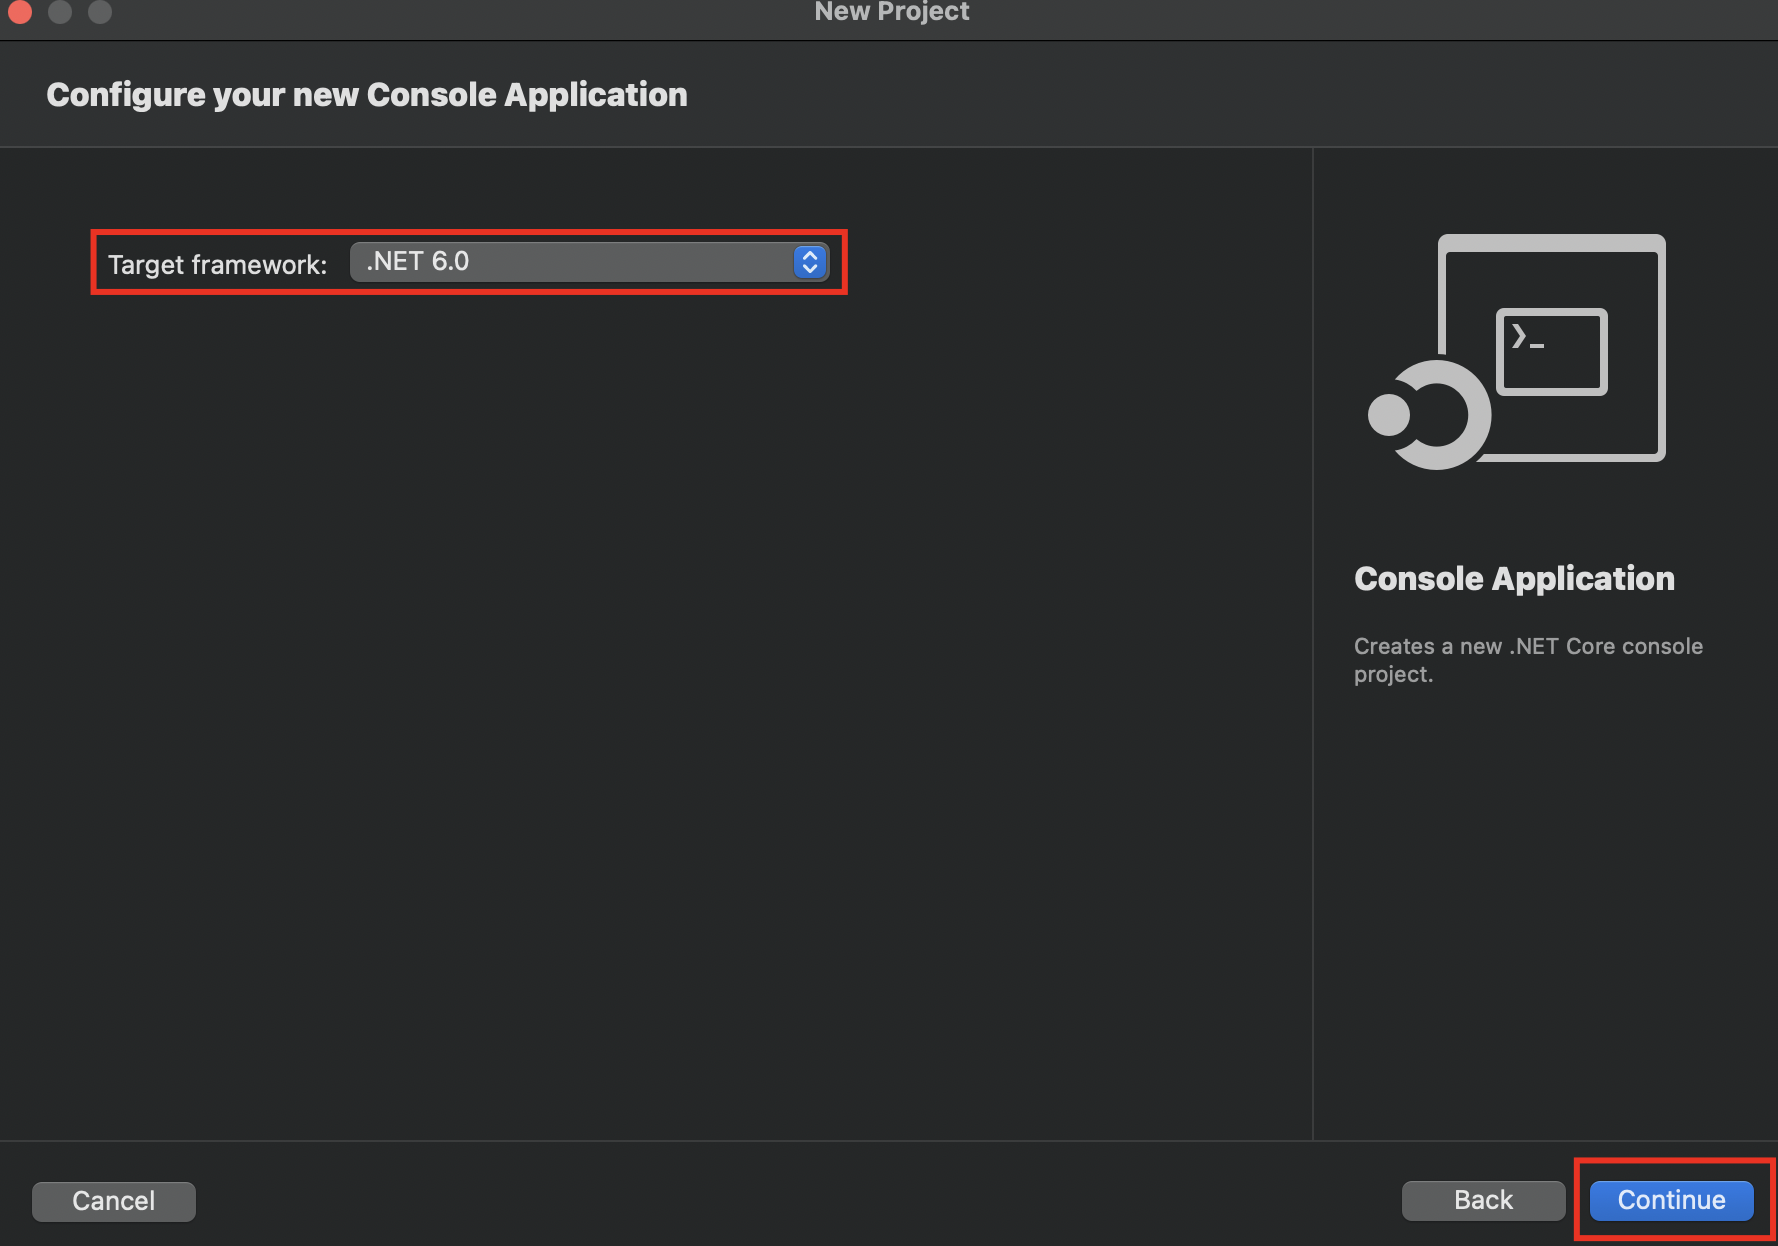 New Project
Configure your new Console Application
Target framework: .NET 6.0
Console Application
Creates a new .NET Core console
project.
Cancel
Back
Continue